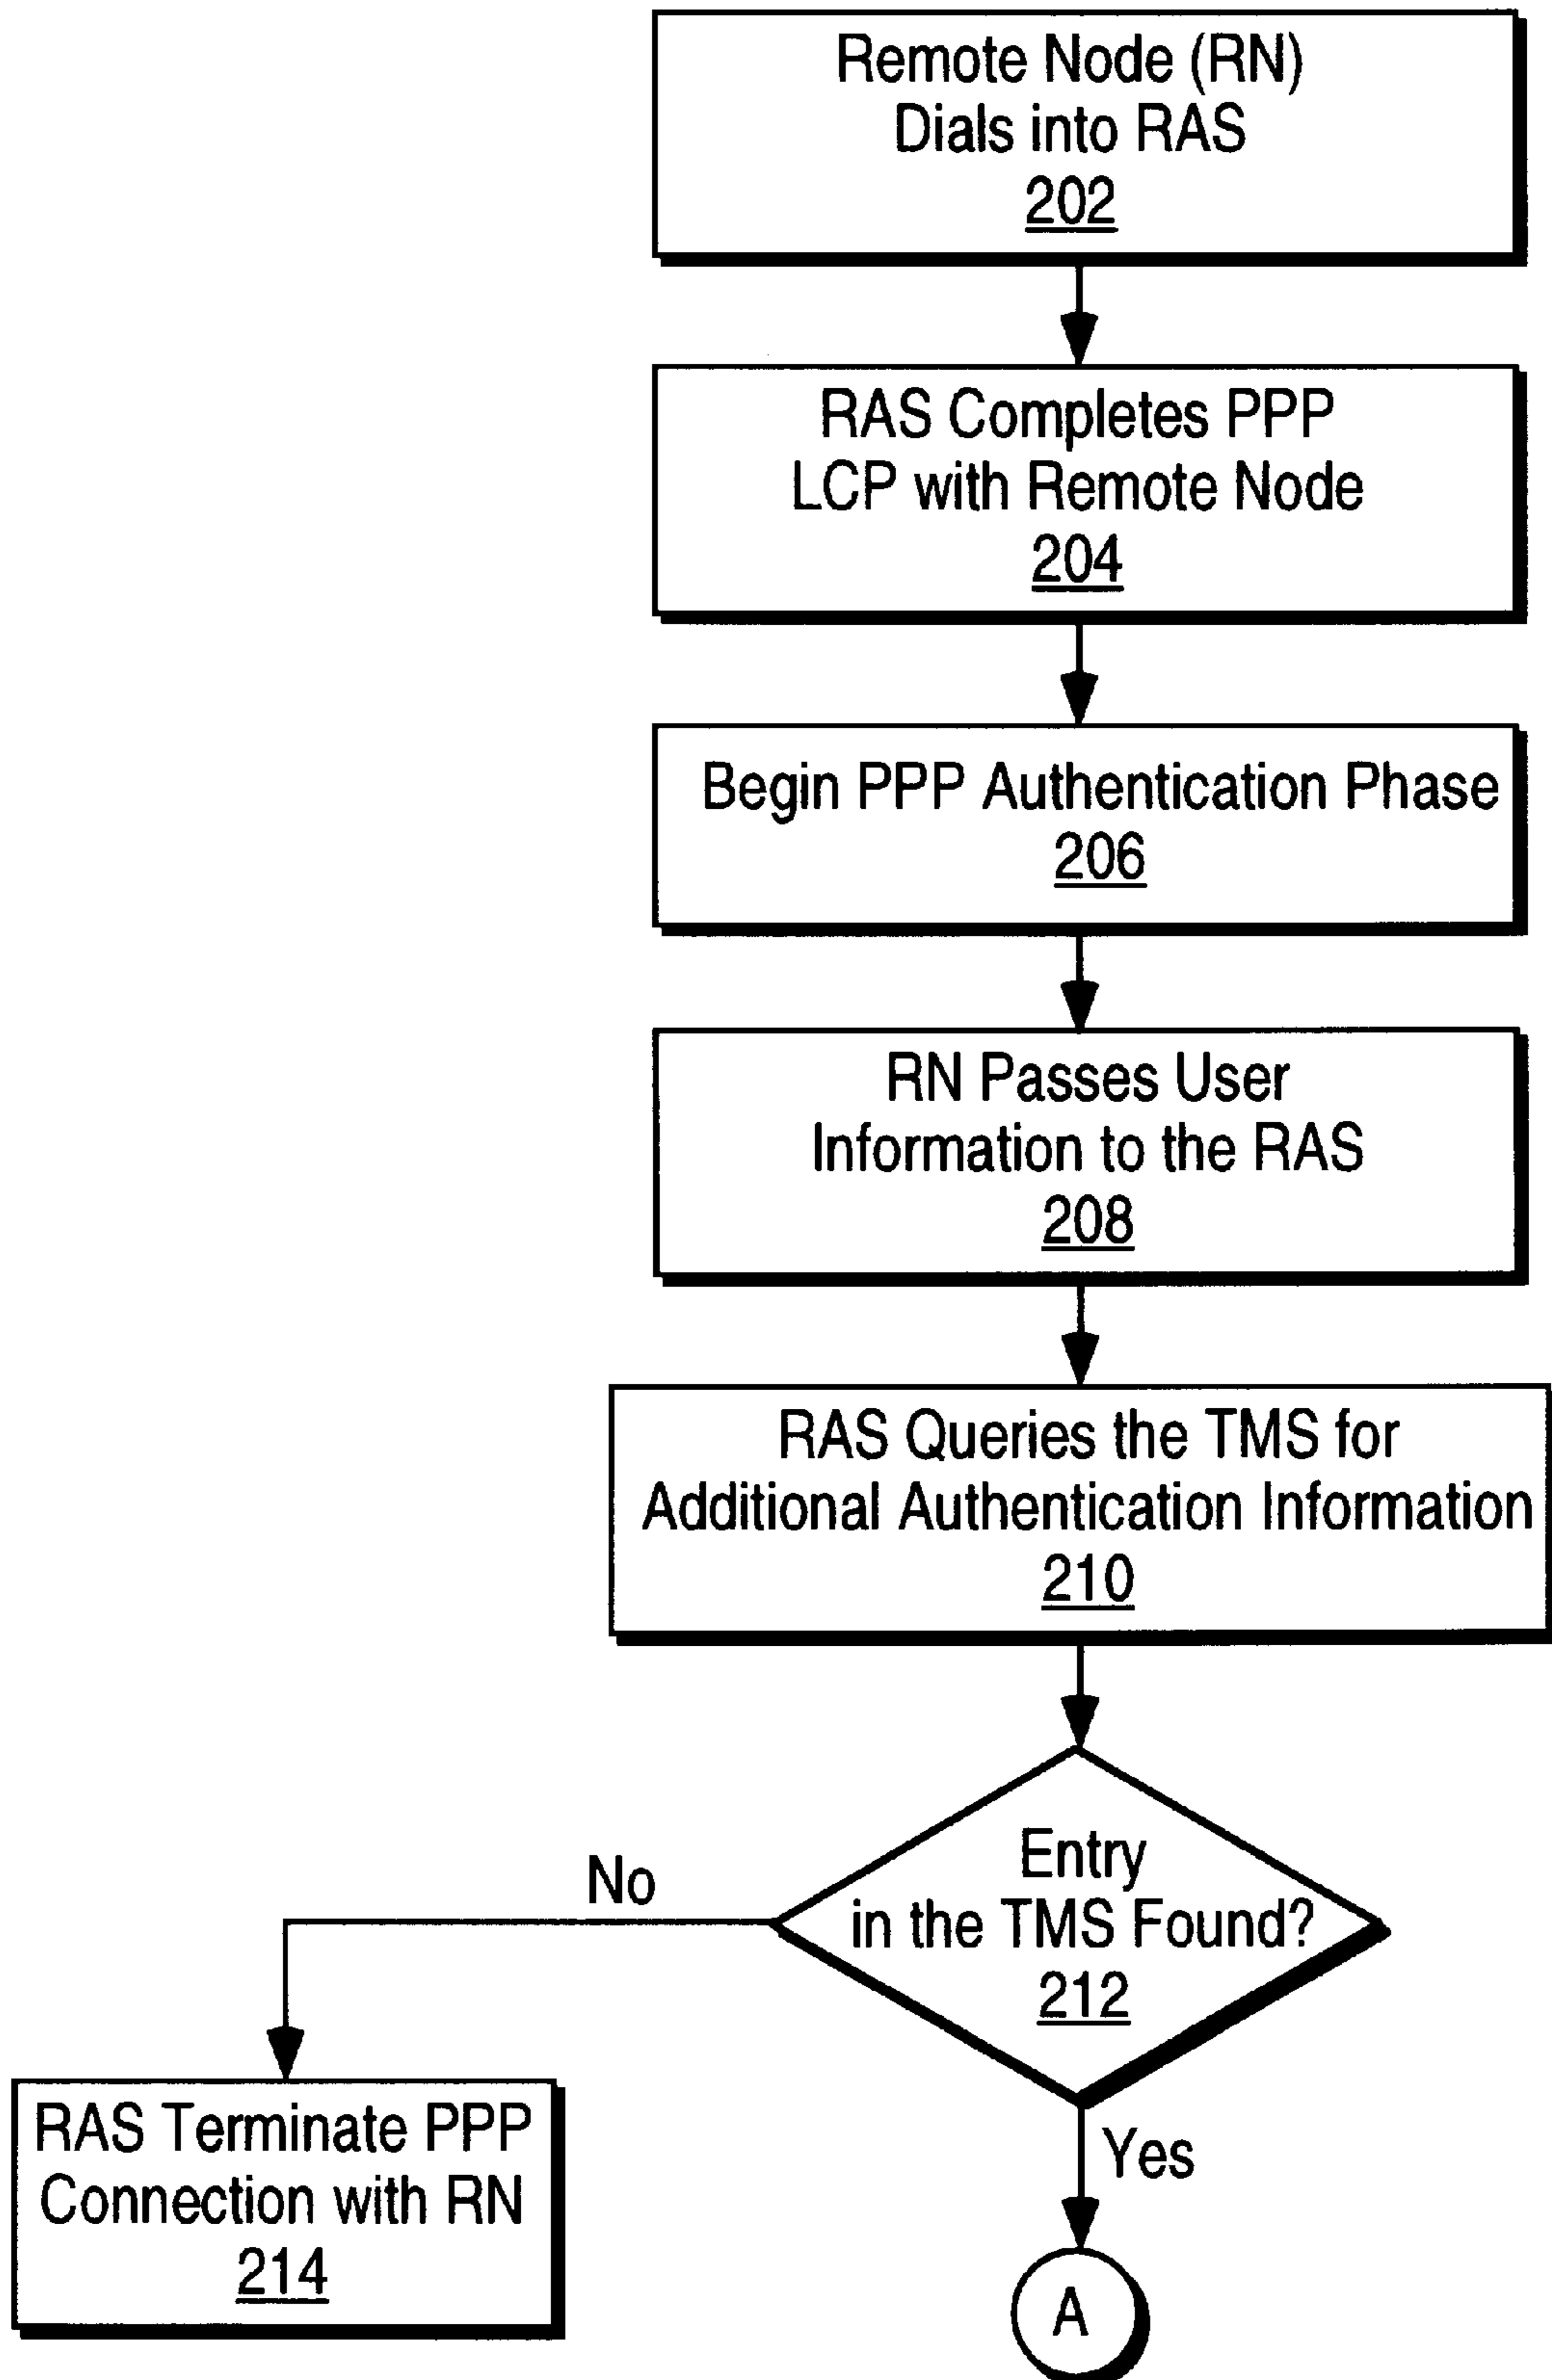 Remote Node (RN)
Dials into RAS
202
RAS Completes PPP
LCP with Remote Node
204
Begin PPP Authentication Phase
206
RN Passes User
Information to the RAS
208
RAS Queries the TMS for
Additional Authentication Information
210
Entry
in the TMS Found?
212
No
Yes
RAS Terminate PPP
Connection with RN
214
A